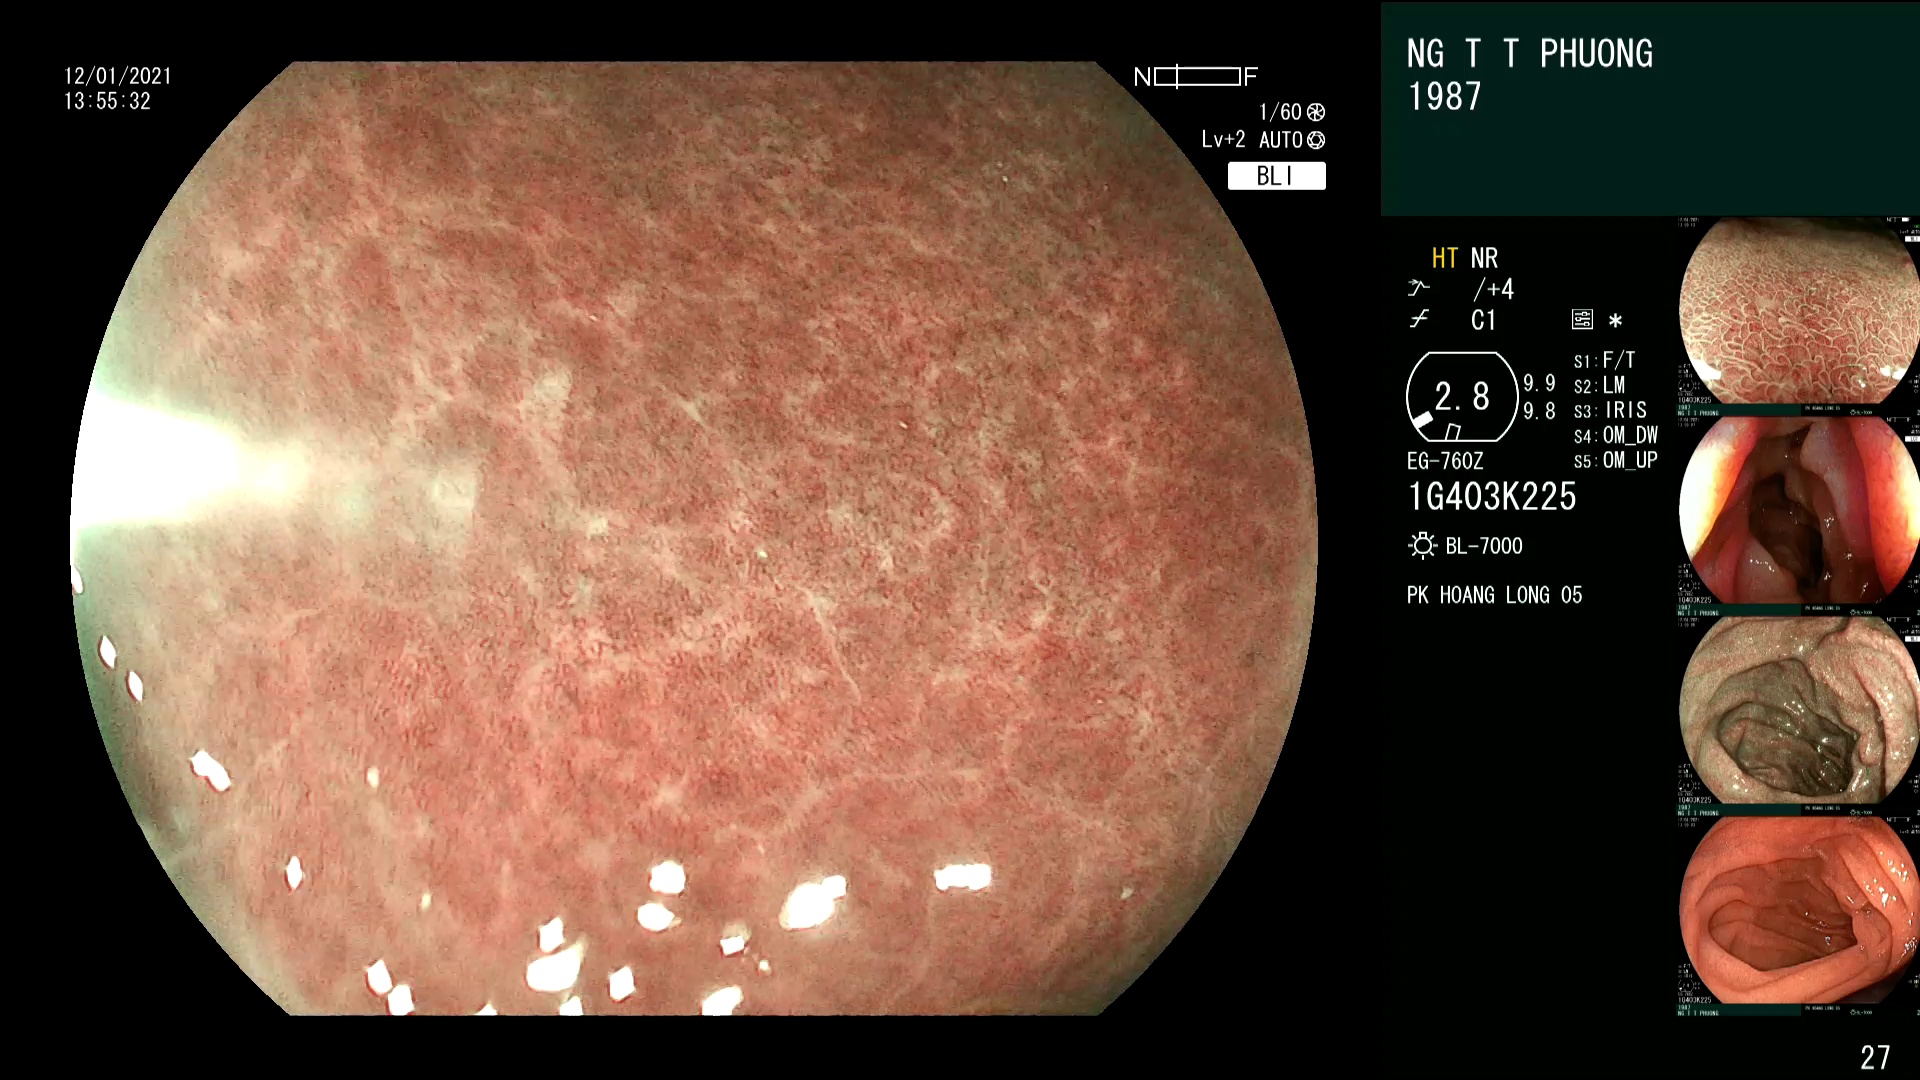 12/01/2021
13:55:32
N F
1/60
Lv+2 AUTO
BLI
NG T T PHUONG
1987
HT NR
/+4
C1 *
2.8
9.9
9.8
S1:F/T
S2:LM
S3:IRIS
S4:OM_DW
S5:OM_UP
EG-760Z
1G403K225
BL-7000
PK HOANG LONG 05
27